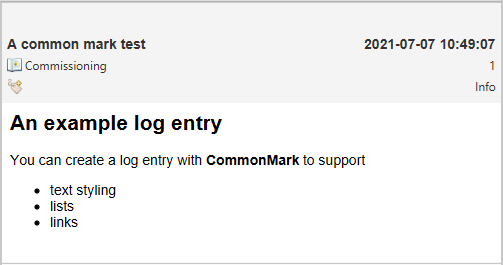 A common mark test 2021-07-07 10:49:07
Commissioning 1
Info
An example log entry
You can create a log entry with CommonMark to support
• text styling
• lists
• links